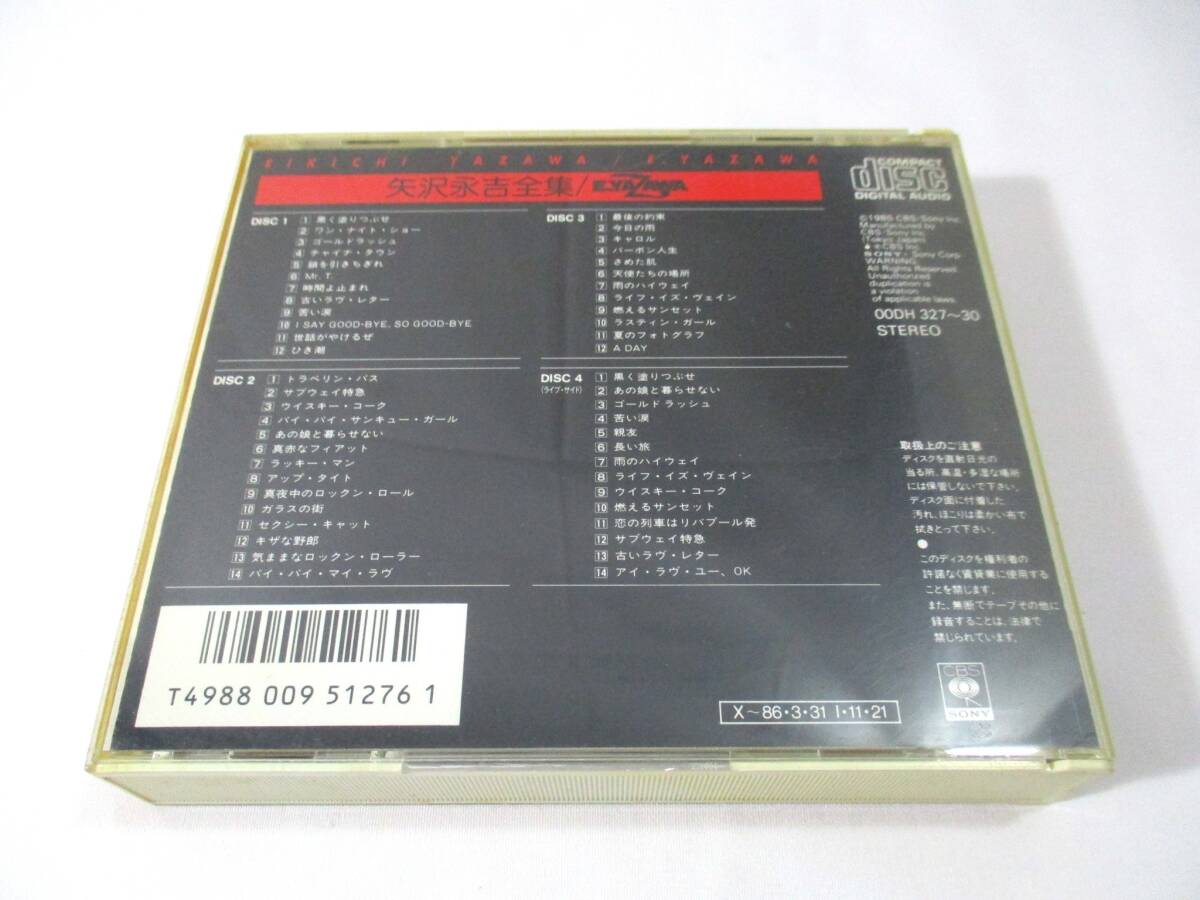 EIKICHI YAZAWA / E.YAZAWA
矢沢永吉全集/E.YAZAWA
COMPACT
disc
DIGITAL AUDIO
DISC 1
1 黒く塗りつぶせ
2 ワン・ナイト・ショー
3 ゴールドラッシュ
4 チャイナ・タウン
5 鎖を引きちぎれ
6 Mr. T.
7 時間よ止まれ
8 古いラヴ・レター
9 苦い涙
10 I SAY GOOD-BYE, SO GOOD-BYE
11 世話がやけるぜ
12 ひき潮
DISC 2
1 トラベリン・バス
2 サブウェイ特急
3 ウイスキー・コーク
4 バイ・バイ・サンキュー・ガール
5 あの娘と暮らせない
6 真赤なフィアット
7 ラッキー・マン
8 アップ・タイト
9 真夜中のロックン・ロール
10 ガラスの街
11 セクシー・キャット
12 キザな野郎
13 気ままなロックン・ローラー
14 バイ・バイ・マイ・ラヴ
DISC 3
1 最後の約束
2 今日の雨
3 キャロル
4 バーボン人生
5 さめた肌
6 天使たちの場所
7 雨のハイウェイ
8 ライフ・イズ・ヴェイン
9 燃えるサンセット
10 ラスティン・ガール
11 夏のフォトグラフ
12 A DAY
DISC 4
(ライブ・サイド)
1 黒く塗りつぶせ
2 あの娘と暮らせない
3 ゴールドラッシュ
4 苦い涙
5 親友
6 長い旅
7 雨のハイウェイ
8 ライフ・イズ・ヴェイン
9 ウイスキー・コーク
10 燃えるサンセット
11 恋の列車はリバプール発
12 サブウェイ特急
13 古いラヴ・レター
14 アイ・ラヴ・ユー、OK
©1985 CBS・Sony Inc.
Manufactured by
CBS・Sony Inc.
(Tokyo Japan)
CBS Inc.
SONY・Sony Corp.
WARNING:
All Rights Reserved.
Unauthorized
duplication is
a violation
of applicable laws.
00DH 327〜30
STEREO
取扱上のご注意
ディスクを直射日光の
当る所、高温・多湿な場所
には保管しないで下さい。
ディスク面に付着した
汚れ、ほこりは柔かい布で
拭きとって下さい。
●
このディスクを権利者の
許諾なく賃貸業に使用する
ことを禁じます。
また、無断でテープその他に
録音することは、法律で
禁じられています。
T4988 009 51276 1
X〜86・3・31 I・11・21
CBS
SONY